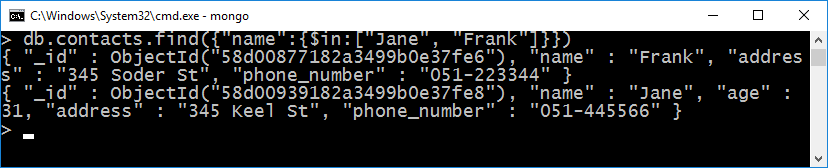 C:\Windows\System32\cmd.exe - mongo
> db.contacts.find({"name":{$in:["Jane", "Frank"]}})
{ "_id" : ObjectId("58d00877182a3499b0e37fe6"), "name" : "Frank", "addres
s" : "345 Soder St", "phone_number" : "051-223344" }
{ "_id" : ObjectId("58d00939182a3499b0e37fe8"), "name" : "Jane", "age" :
31, "address" : "345 Keel St", "phone_number" : "051-445566" }
>